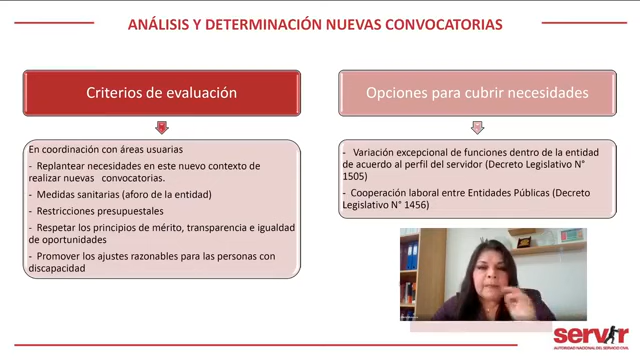 ANÁLISIS Y DETERMINACIÓN NUEVAS CONVOCATORIAS
Criterios de evaluación
En coordinación con áreas usuarias
- Replantear necesidades en este nuevo contexto de
realizar nuevas convocatorias.
- Medidas sanitarias (aforo de la entidad)
- Restricciones presupuestales
- Respetar los principios de mérito, transparencia e igualdad
de oportunidades
- Promover los ajustes razonables para las personas con
discapacidad
Opciones para cubrir necesidades
- Variación excepcional de funciones dentro de la entidad
de acuerdo al perfil del servidor (Decreto Legislativo N°
1505)
- Cooperación laboral entre Entidades Públicas (Decreto
Legislativo N° 1456)
servir
AUTORIDAD NACIONAL DEL SERVICIO CIVIL